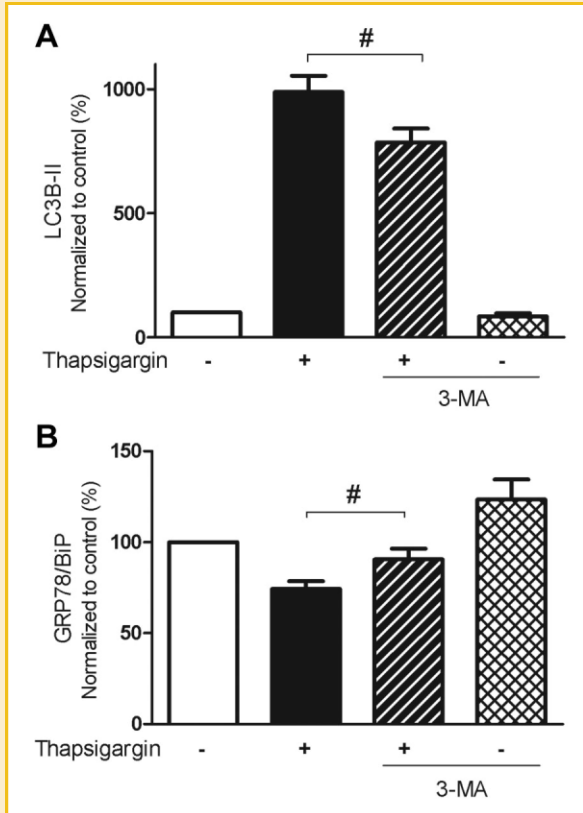 A
#
LC3B-II
Normalized to control (%)
1000
500
0
Thapsigargin - + + -
3-MA
B
#
GRP78/BiP
Normalized to control (%)
150
100
50
0
Thapsigargin - + + -
3-MA